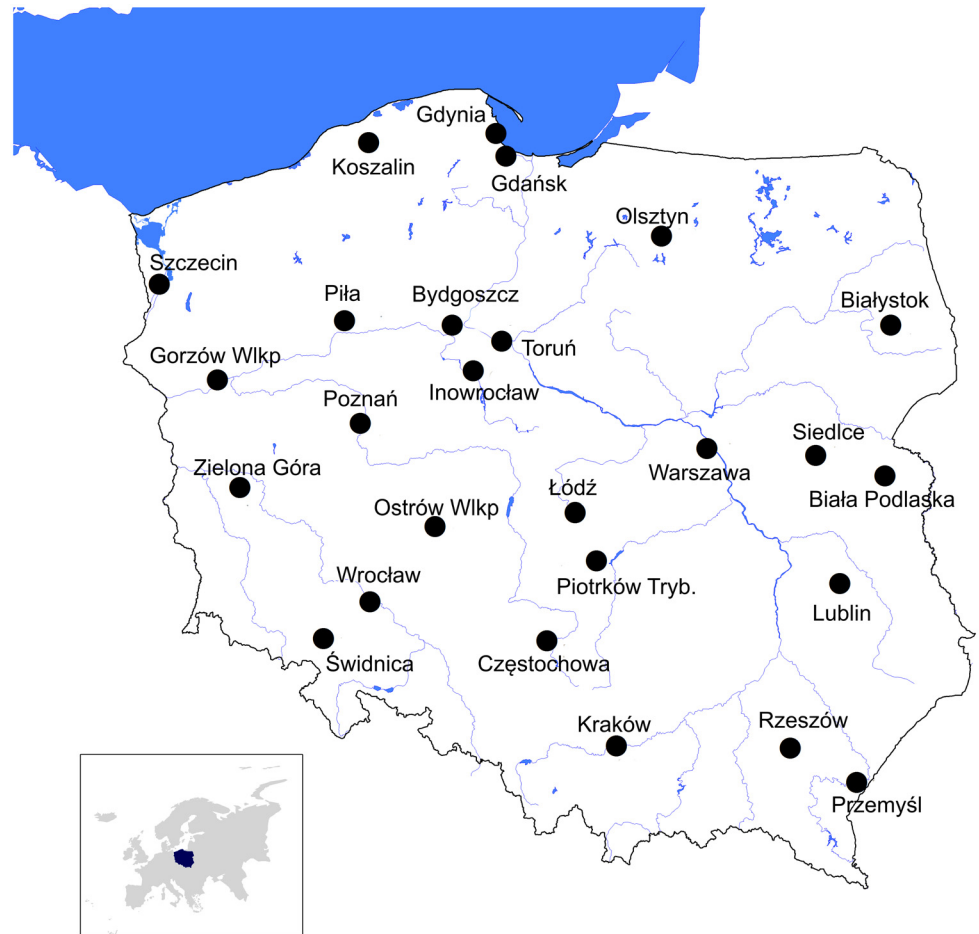 Gdynia
Koszalin
Gdańsk
Olsztyn
Szczecin
Piła
Bydgoszcz
Białystok
Toruń
Gorzów Wlkp
Inowrocław
Poznań
Siedlce
Warszawa
Zielona Góra
Łódź
Biała Podlaska
Ostrów Wlkp
Wrocław
Piotrków Tryb.
Lublin
Świdnica
Częstochowa
Kraków
Rzeszów
Przemyśl